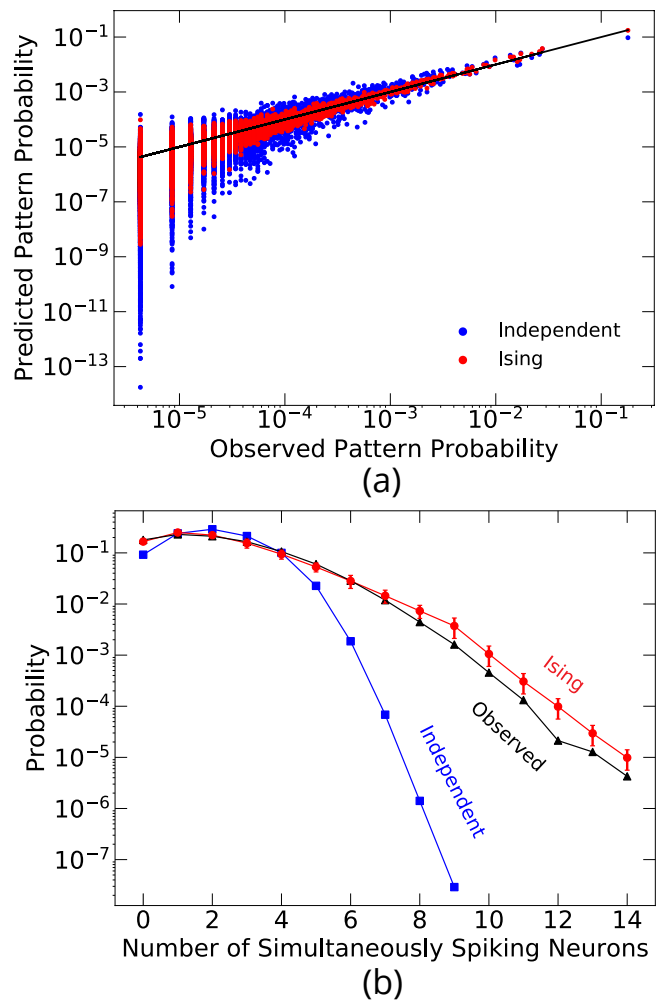 10⁻¹
10⁻³
10⁻⁵
10⁻⁷
10⁻⁹
10⁻¹¹
10⁻¹³
Predicted Pattern Probability
Independent
Ising
10⁻⁵ 10⁻⁴ 10⁻³ 10⁻² 10⁻¹
Observed Pattern Probability
(a)
10⁻¹
10⁻²
10⁻³
10⁻⁴
10⁻⁵
10⁻⁶
10⁻⁷
Probability
Ising
Observed
Independent
0 2 4 6 8 10 12 14
Number of Simultaneously Spiking Neurons
(b)